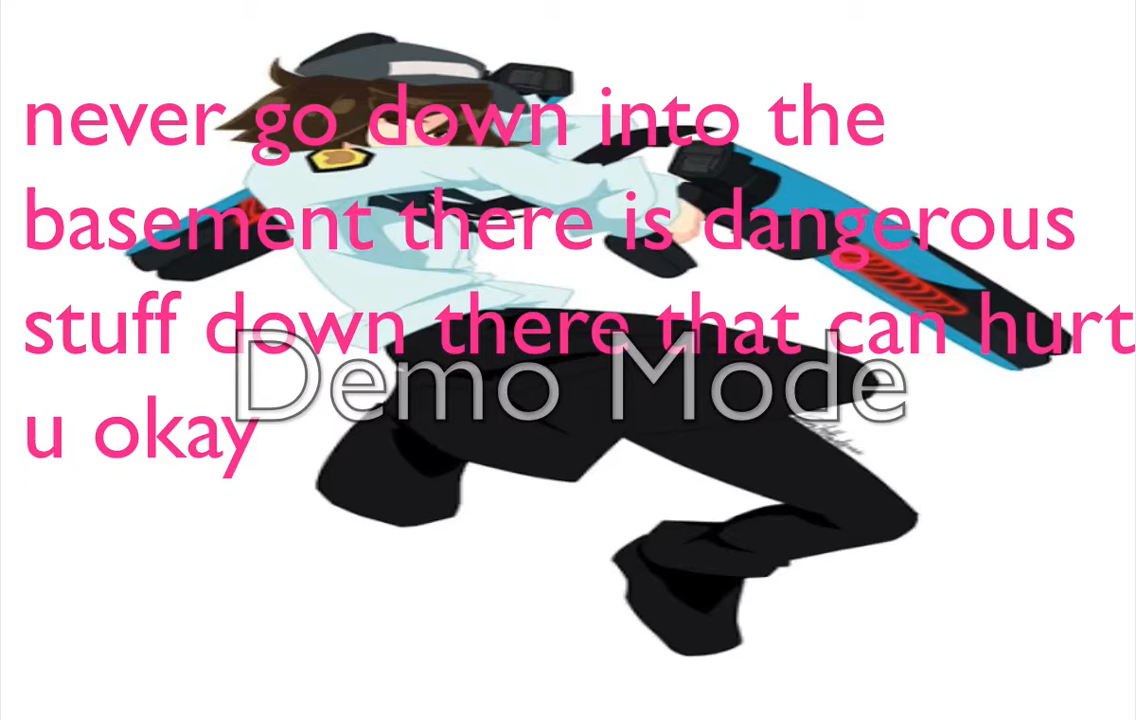 never go down into the
basement there is dangerous
stuff down there that can hurt
Demo Mode
u okay